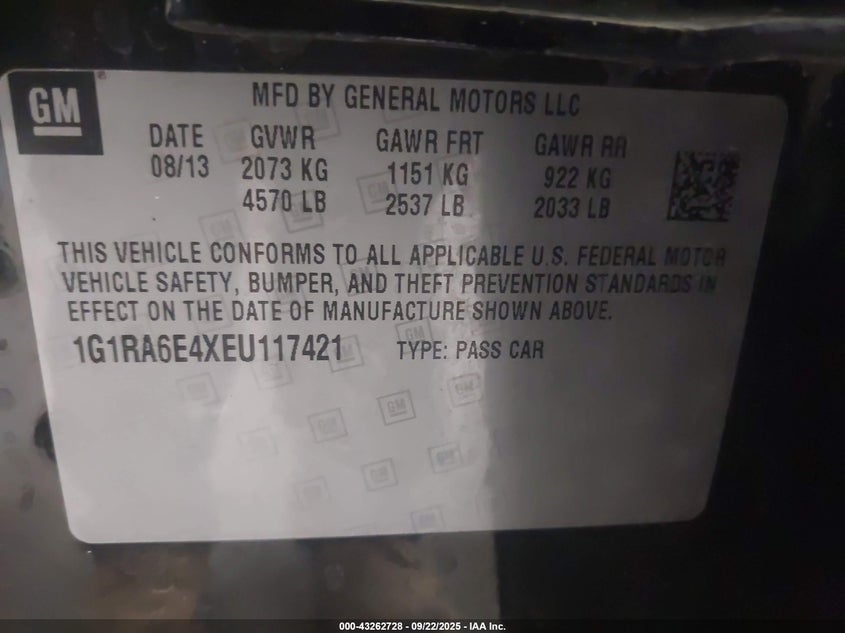 GM
MFD BY GENERAL MOTORS LLC
DATE GVWR GAWR FRT GAWR RR
08/13 2073 KG 1151 KG 922 KG
4570 LB 2537 LB 2033 LB
THIS VEHICLE CONFORMS TO ALL APPLICABLE U.S. FEDERAL MOTOR
VEHICLE SAFETY, BUMPER, AND THEFT PREVENTION STANDARDS IN
EFFECT ON THE DATE OF MANUFACTURE SHOWN ABOVE.
1G1RA6E4XEU117421 TYPE: PASS CAR
000-43262728 - 09/22/2025 - IAA Inc.